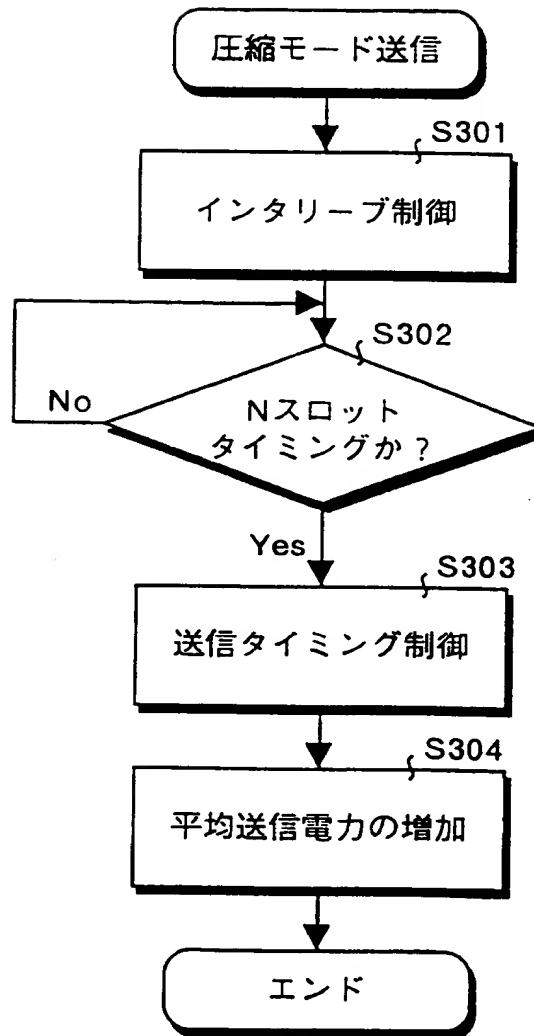 圧縮モード送信
S301
インタリーブ制御
S302
Nスロット
タイミングか?
No
Yes
S303
送信タイミング制御
S304
平均送信電力の増加
エンド